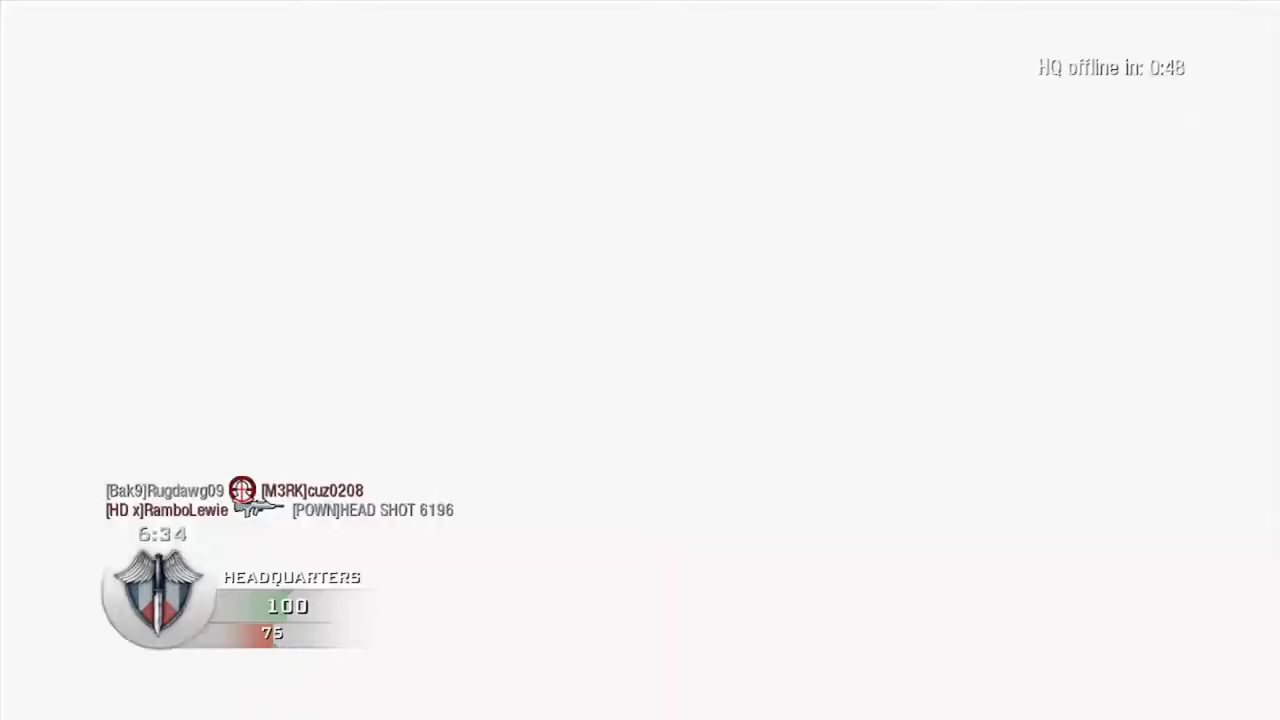 HQ offline in: 0:48
[Bak9]Rugdawg09 [M3RK]cuz0208
[HD x]RamboLewie [POWN]HEAD SHOT 6196
6:34
HEADQUARTERS
100
75